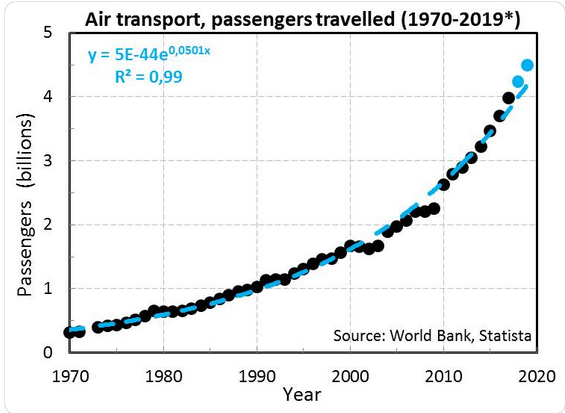 Air transport, passengers travelled (1970-2019*)
5
y = 5E-44e^0,0501x
R² = 0,99
4
3
2
1
0
Passengers (billions)
Source: World Bank, Statista
1970 1980 1990 2000 2010 2020
Year